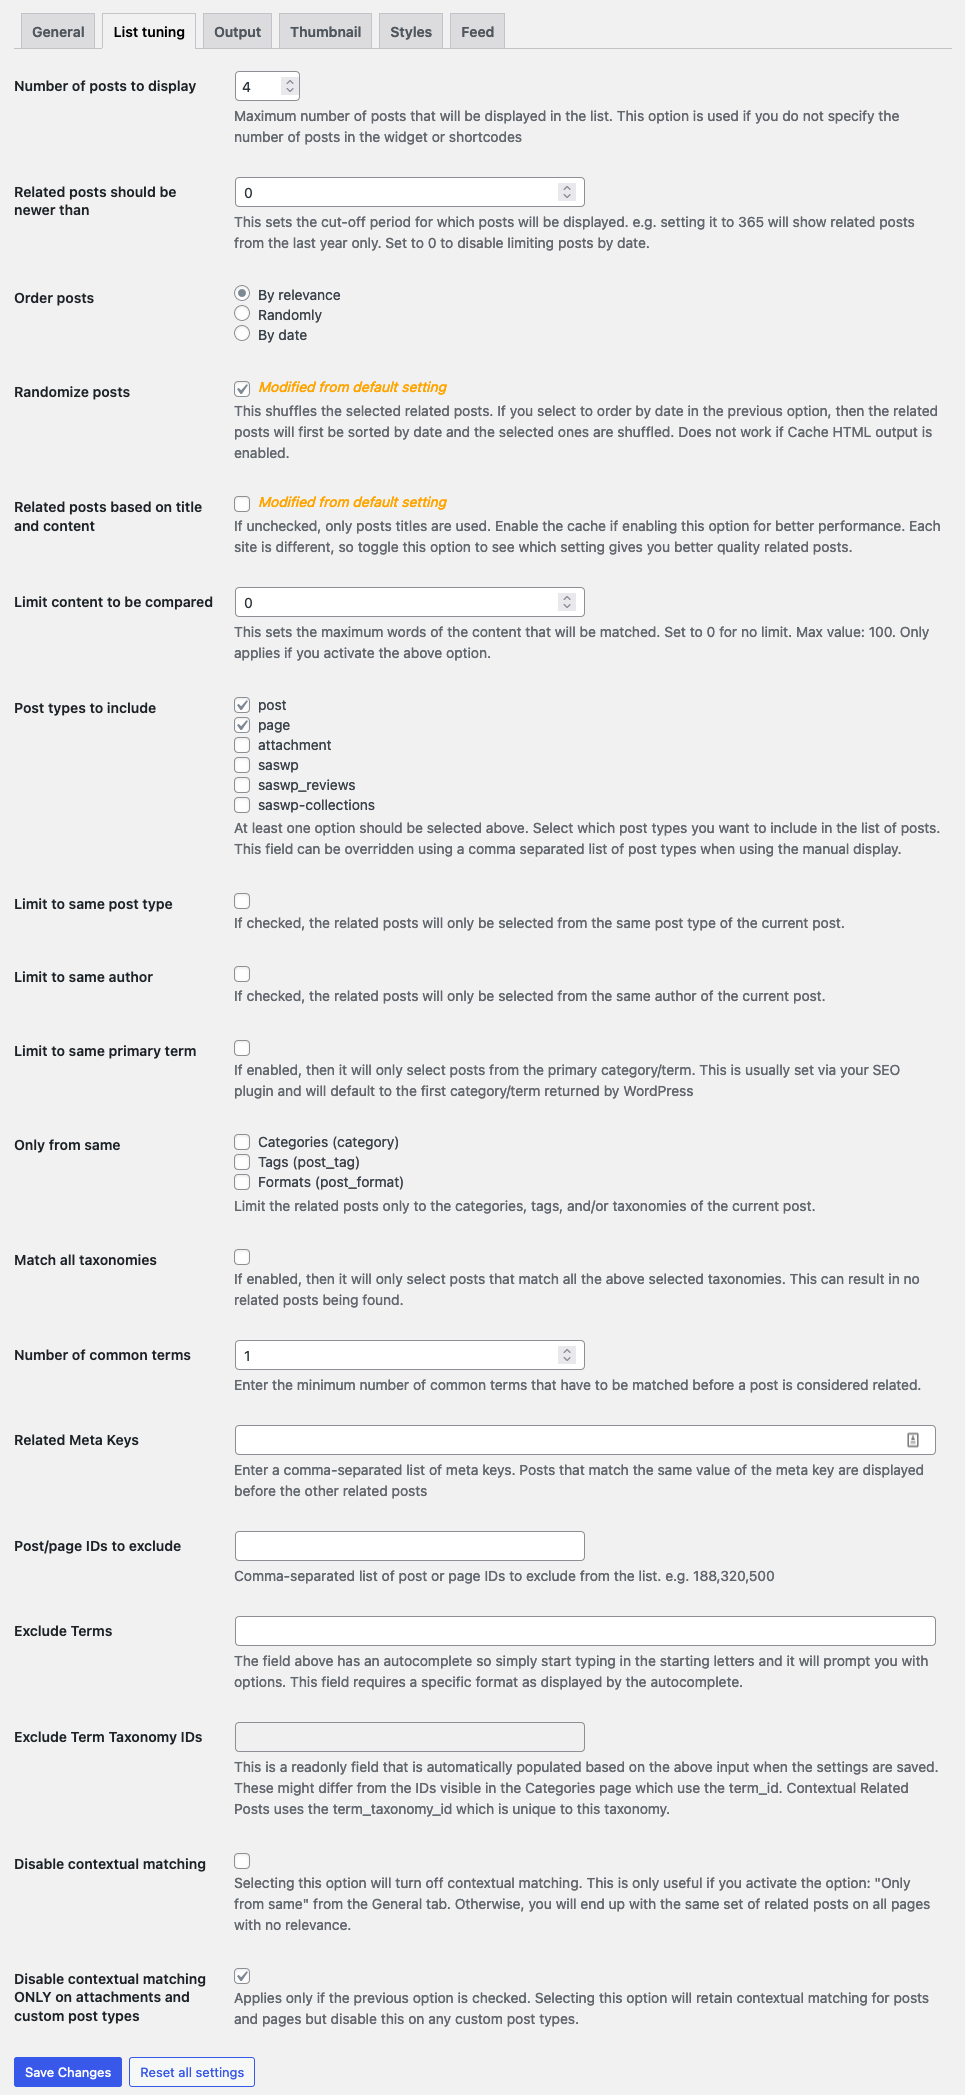 General
List tuning
Output
Thumbnail
Styles
Feed
Number of posts to display
4
Maximum number of posts that will be displayed in the list. This option is used if you do not specify the
number of posts in the widget or shortcodes
Related posts should be
newer than
0
This sets the cut-off period for which posts will be displayed. e.g. setting it to 365 will show related posts
from the last year only. Set to 0 to disable limiting posts by date.
Order posts
By relevance
Randomly
By date
Randomize posts
Modified from default setting
This shuffles the selected related posts. If you select to order by date in the previous option, then the related
posts will first be sorted by date and the selected ones are shuffled. Does not work if Cache HTML output is
enabled.
Related posts based on title
and content
Modified from default setting
If unchecked, only posts titles are used. Enable the cache if enabling this option for better performance. Each
site is different, so toggle this option to see which setting gives you better quality related posts.
Limit content to be compared
0
This sets the maximum words of the content that will be matched. Set to 0 for no limit. Max value: 100. Only
applies if you activate the above option.
Post types to include
post
page
attachment
saswp
saswp_reviews
saswp-collections
At least one option should be selected above. Select which post types you want to include in the list of posts.
This field can be overridden using a comma separated list of post types when using the manual display.
Limit to same post type
If checked, the related posts will only be selected from the same post type of the current post.
Limit to same author
If checked, the related posts will only be selected from the same author of the current post.
Limit to same primary term
If enabled, then it will only select posts from the primary category/term. This is usually set via your SEO
plugin and will default to the first category/term returned by WordPress
Only from same
Categories (category)
Tags (post_tag)
Formats (post_format)
Limit the related posts only to the categories, tags, and/or taxonomies of the current post.
Match all taxonomies
If enabled, then it will only select posts that match all the above selected taxonomies. This can result in no
related posts being found.
Number of common terms
1
Enter the minimum number of common terms that have to be matched before a post is considered related.
Related Meta Keys
Enter a comma-separated list of meta keys. Posts that match the same value of the meta key are displayed
before the other related posts
Post/page IDs to exclude
Comma-separated list of post or page IDs to exclude from the list. e.g. 188,320,500
Exclude Terms
The field above has an autocomplete so simply start typing in the starting letters and it will prompt you with
options. This field requires a specific format as displayed by the autocomplete.
Exclude Term Taxonomy IDs
This is a readonly field that is automatically populated based on the above input when the settings are saved.
These might differ from the IDs visible in the Categories page which use the term_id. Contextual Related
Posts uses the term_taxonomy_id which is unique to this taxonomy.
Disable contextual matching
Selecting this option will turn off contextual matching. This is only useful if you activate the option: "Only
from same" from the General tab. Otherwise, you will end up with the same set of related posts on all pages
with no relevance.
Disable contextual matching
ONLY on attachments and
custom post types
Applies only if the previous option is checked. Selecting this option will retain contextual matching for posts
and pages but disable this on any custom post types.
Save Changes
Reset all settings